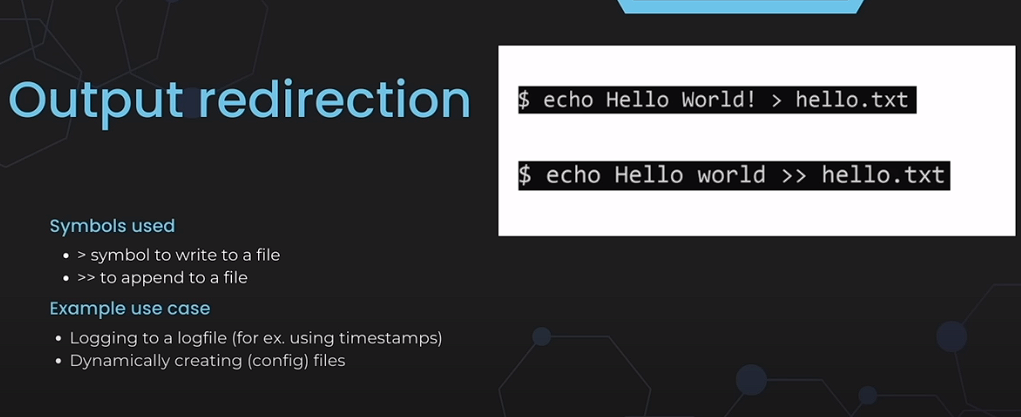 Output redirection
$ echo Hello World! > hello.txt
$ echo Hello world >> hello.txt
Symbols used
• > symbol to write to a file
• >> to append to a file
Example use case
• Logging to a logfile (for ex. using timestamps)
• Dynamically creating (config) files